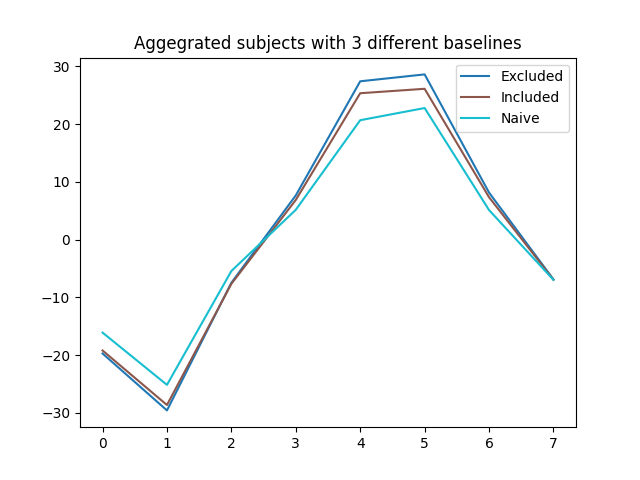 Aggegrated subjects with 3 different baselines
30
20
10
0
−10
−20
−30
0 1 2 3 4 5 6 7
Excluded
Included
Naive